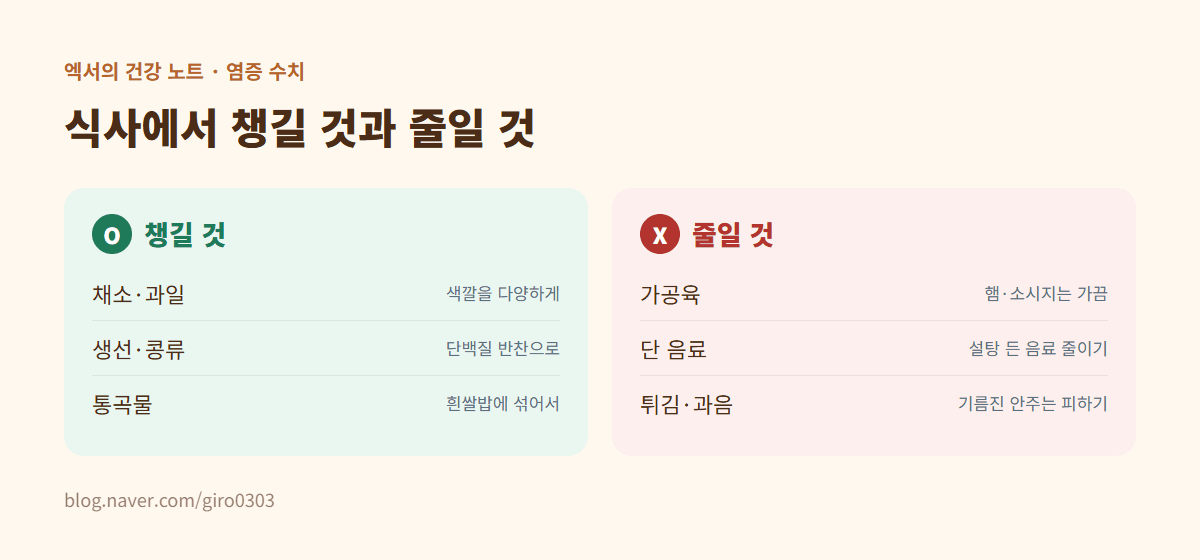 엑서의 건강 노트 · 염증 수치
식사에서 챙길 것과 줄일 것
O 챙길 것
채소·과일 색깔을 다양하게
생선·콩류 단백질 반찬으로
통곡물 흰쌀밥에 섞어서
X 줄일 것
가공육 햄·소시지는 가끔
단 음료 설탕 든 음료 줄이기
튀김·과음 기름진 안주는 피하기
blog.naver.com/giro0303